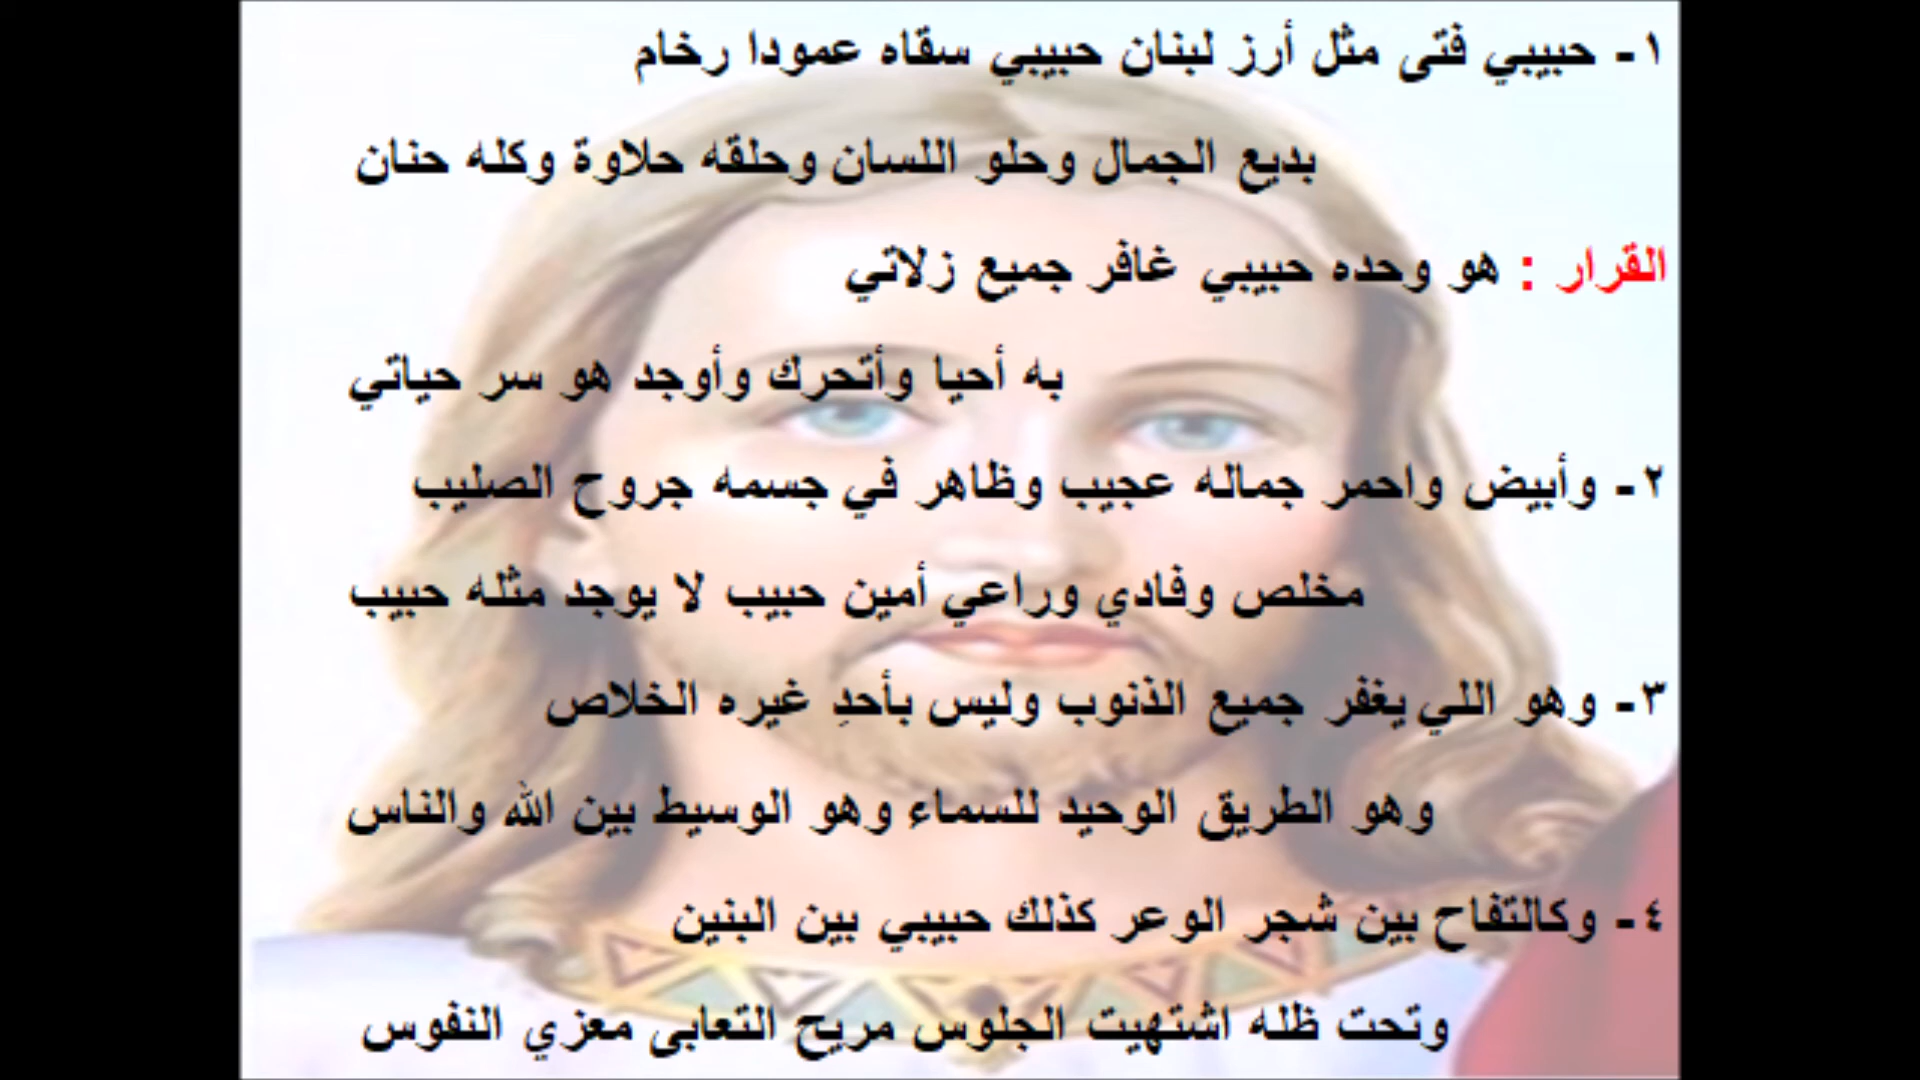 ١- حبيبي فتى مثل أرز لبنان حبيبي سقاه عمودا رخام
بديع الجمال وحلو اللسان وحلقه حلاوة وكله حنان
القرار : هو وحده حبيبي غافر جميع زلاتي
به أحيا وأتحرك وأوجد هو سر حياتي
٢- وأبيض واحمر جماله عجيب وظاهر في جسمه جروح الصليب
مخلص وفادي وراعي أمين حبيب لا يوجد مثله حبيب
٣- وهو اللي يغفر جميع الذنوب وليس بأحدِ غيره الخلاص
وهو الطريق الوحيد للسماء وهو الوسيط بين الله والناس
٤- وكالتفاح بين شجر الوعر كذلك حبيبي بين البنين
وتحت ظله اشتهيت الجلوس مريح التعابى معزي النفوس